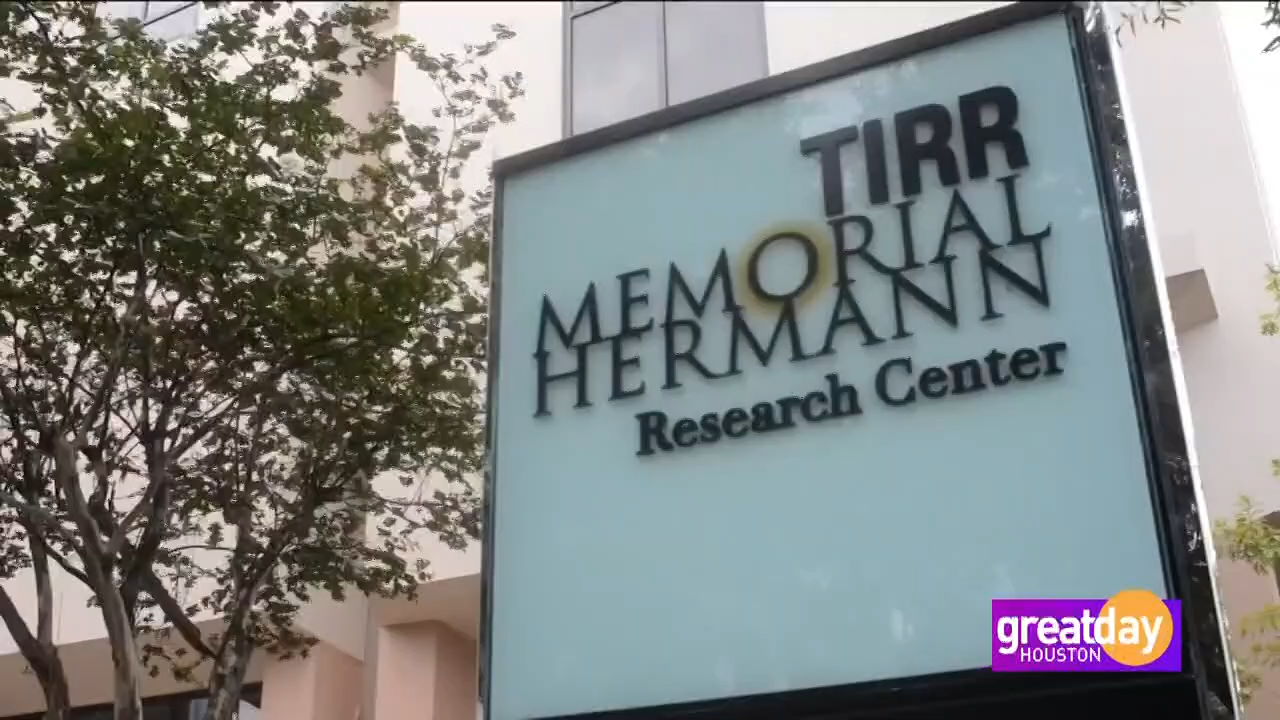 TIRR
MEMORIAL
HERMANN
Research Center
greatday
HOUSTON